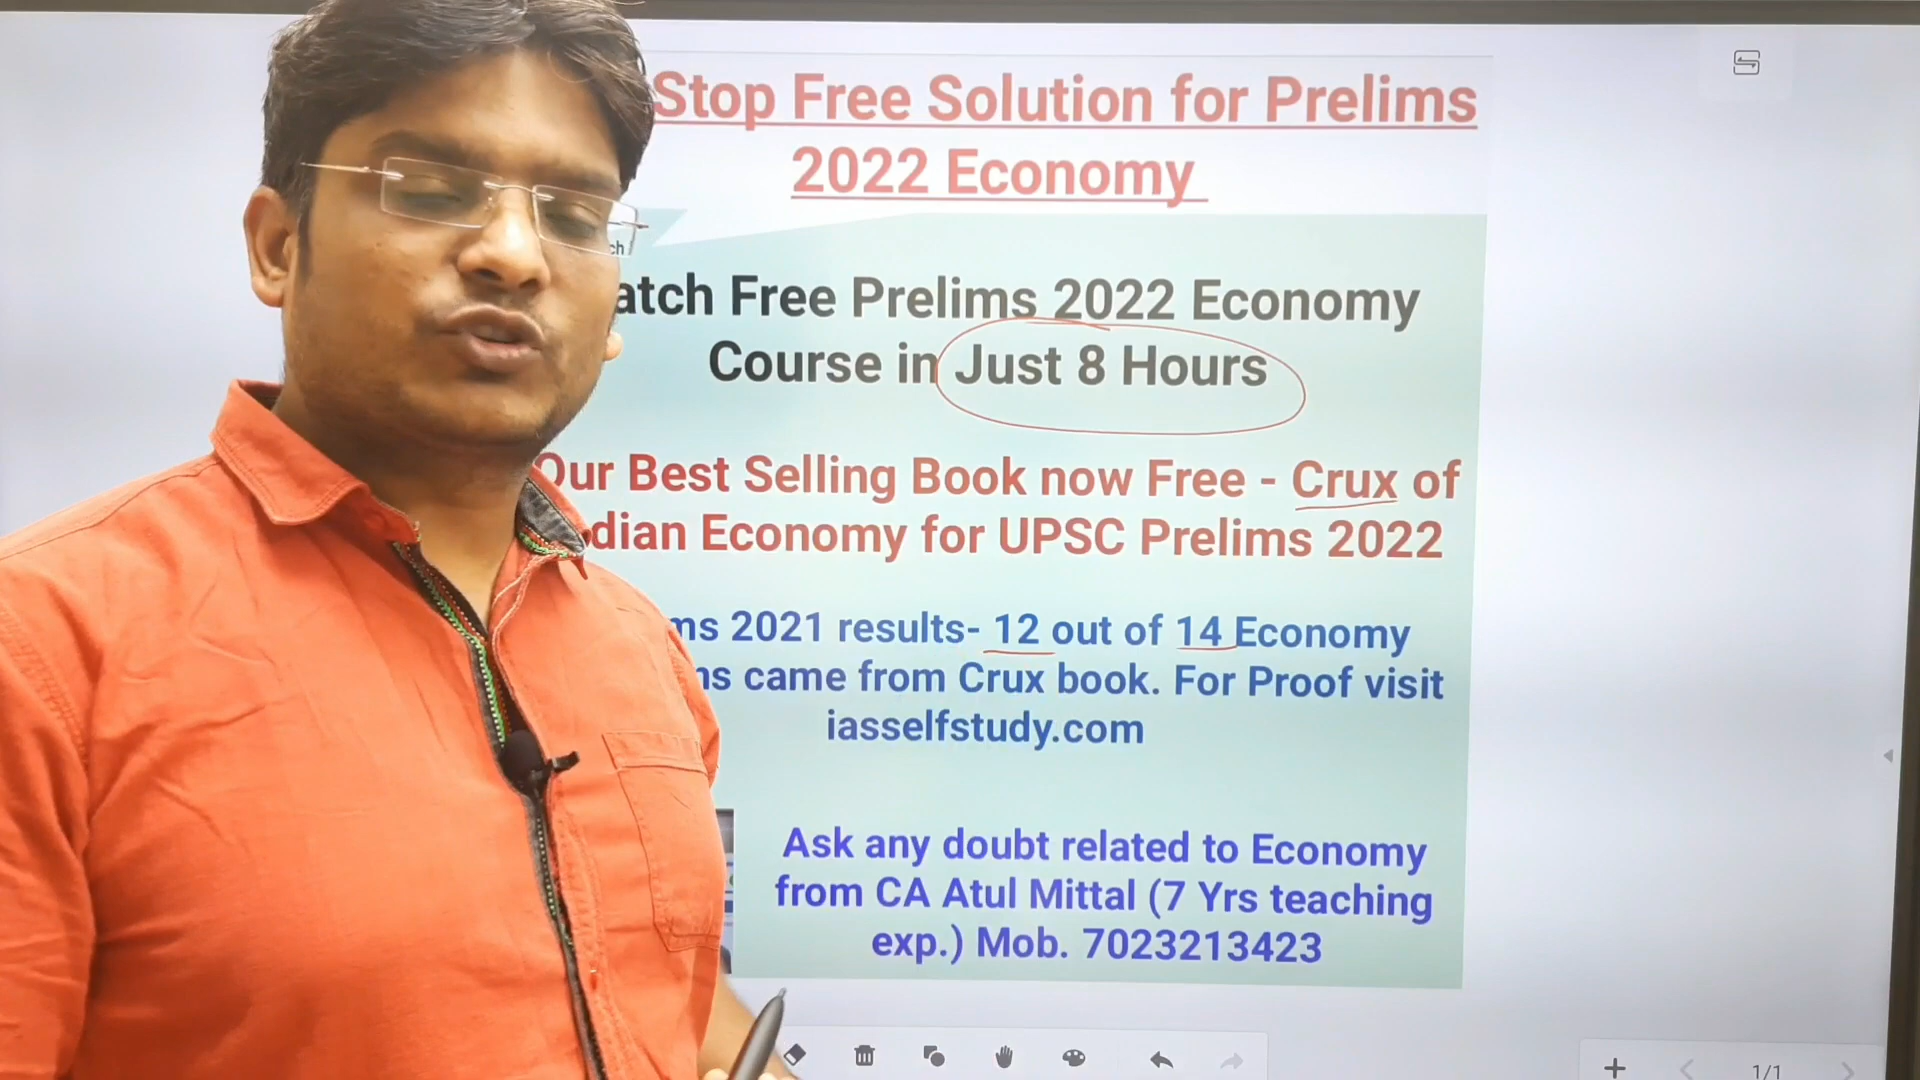 Stop Free Solution for Prelims
2022 Economy
ch
atch Free Prelims 2022 Economy
Course in Just 8 Hours
Our Best Selling Book now Free - Crux of
dian Economy for UPSC Prelims 2022
ms 2021 results- 12 out of 14 Economy
ns came from Crux book. For Proof visit
iasselfstudy.com
Ask any doubt related to Economy
from CA Atul Mittal (7 Yrs teaching
exp.) Mob. 7023213423
1/1